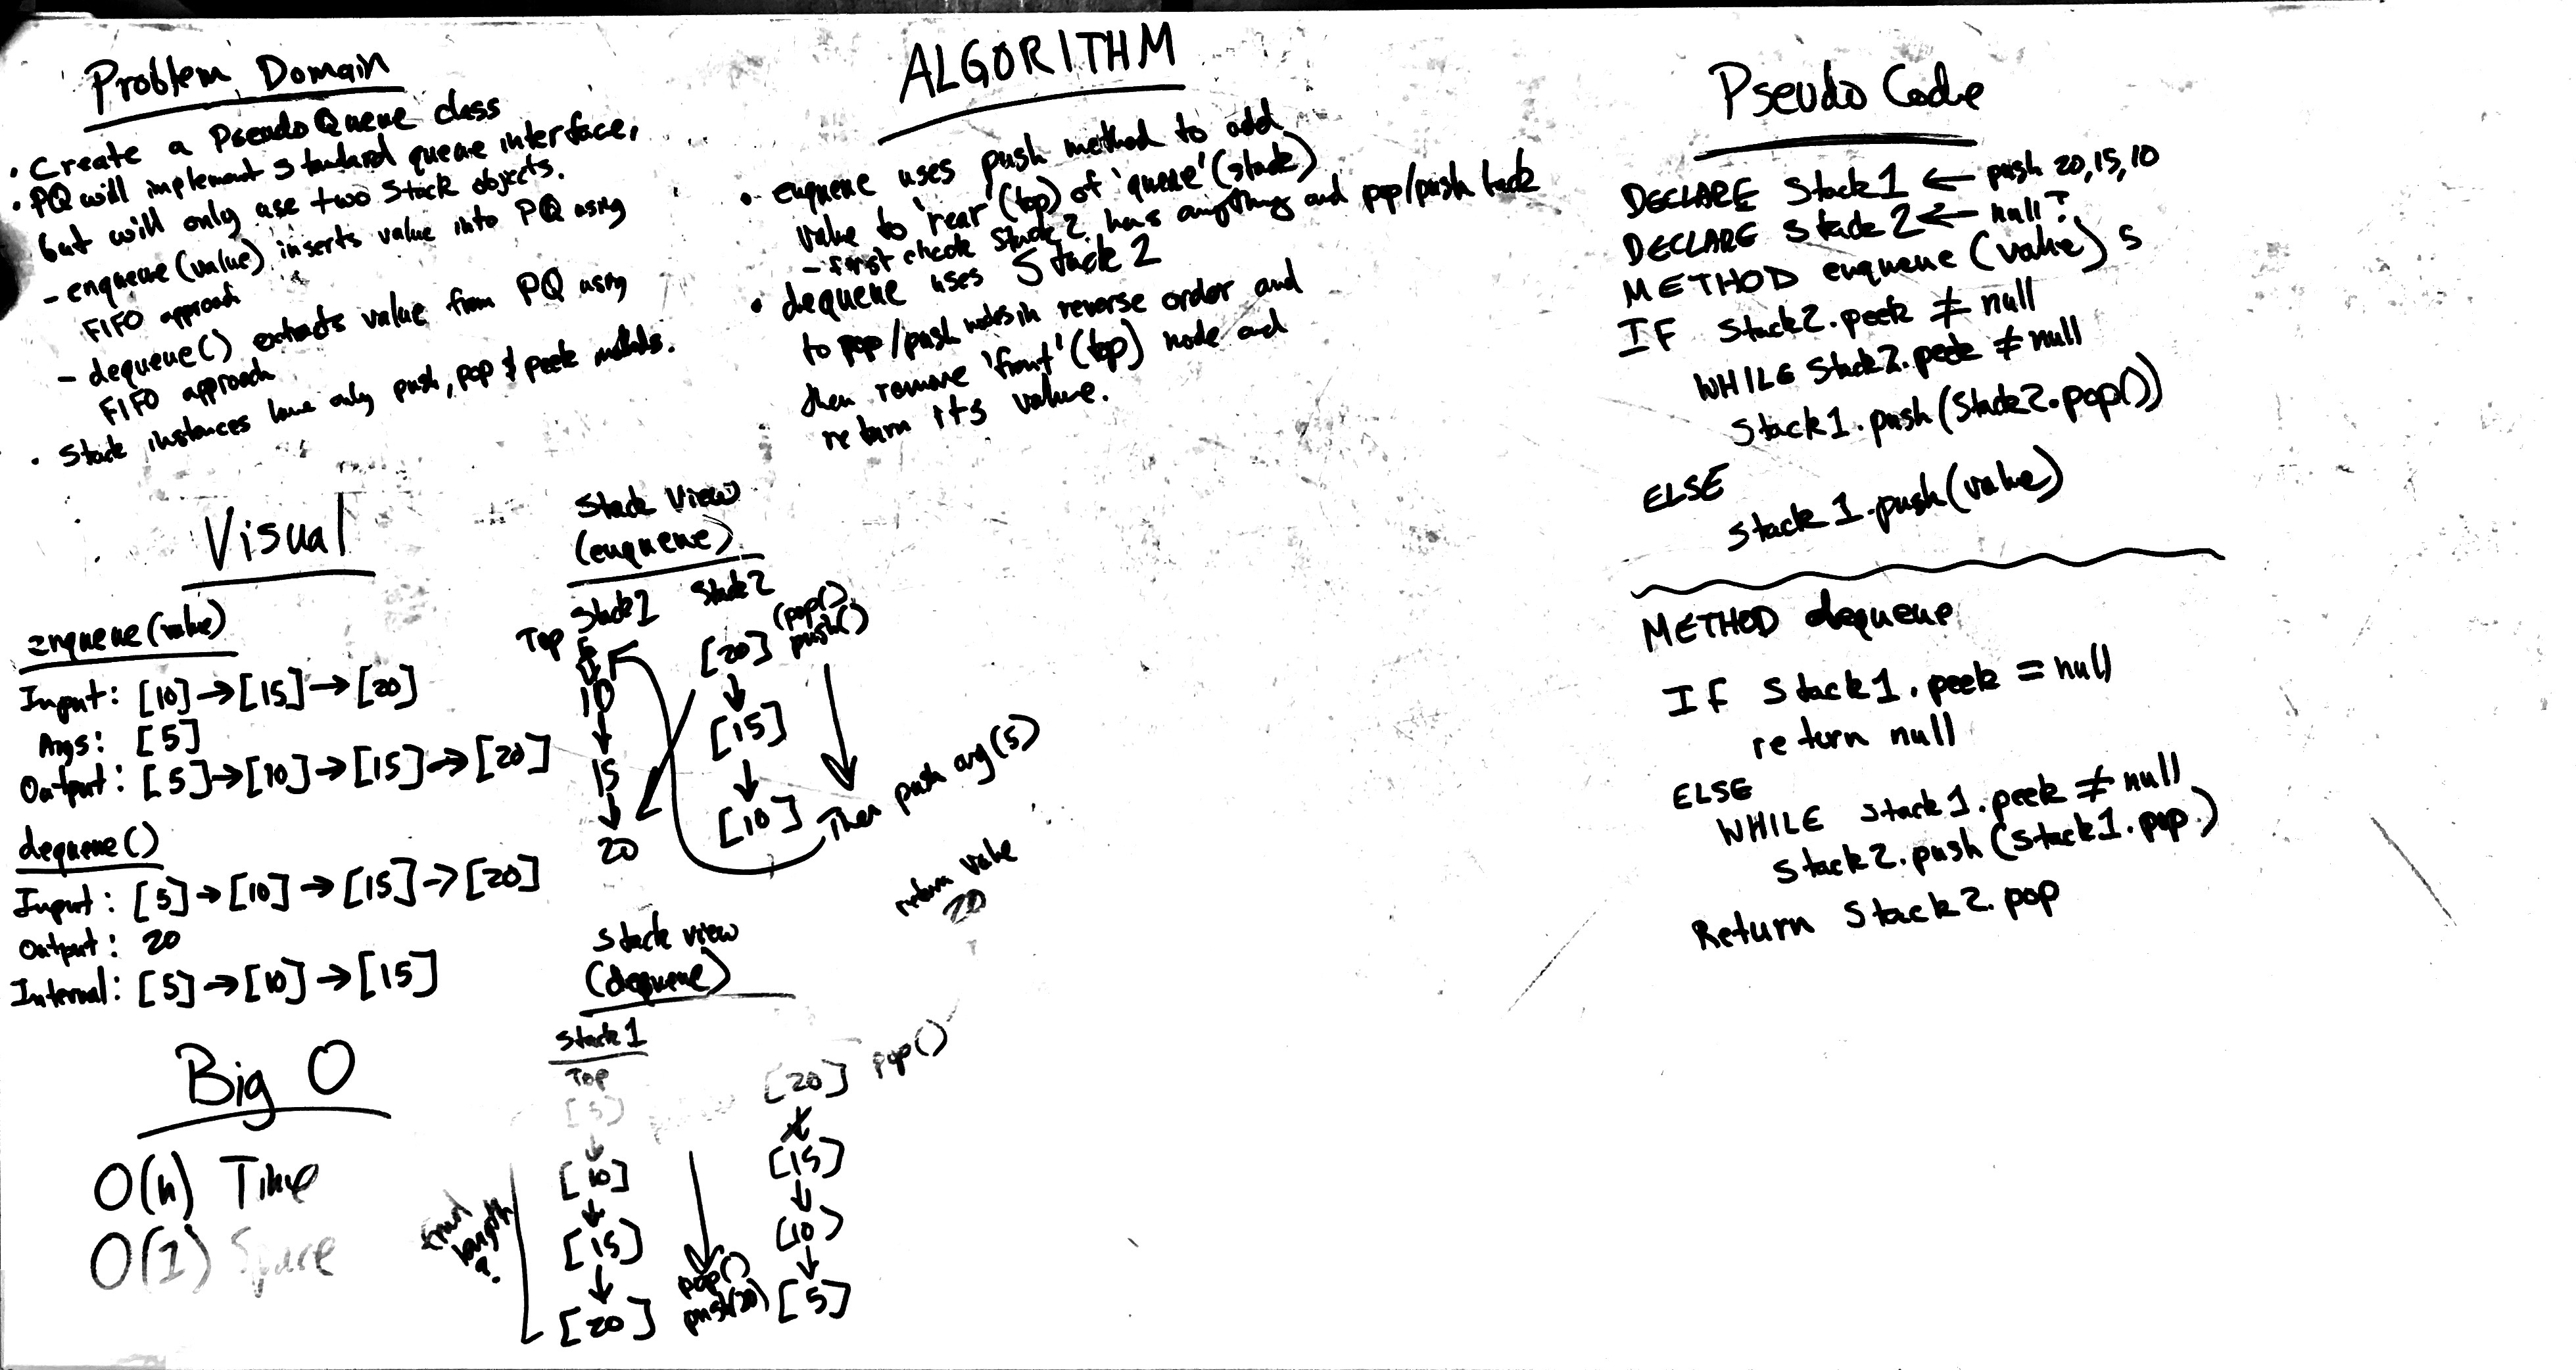 Problem Domain
• Create a PseudoQueue class
• PQ will implement standard queue interface,
but will only use two Stack objects.
- enqueue(value) inserts value into PQ using
FIFO approach
- dequeue() extracts value from PQ using
FIFO approach
• Stack instances have only push, pop & peek methods.
ALGORITHM
• enqueue uses push method to add
value to 'rear' (top) of 'queue' (stack)
- first check Stack2 has anything and pop/push back
• dequeue uses Stack 2
to pop/push nodes in reverse order and
then remove 'front' (top) node and
return its value.
Pseudo Code
DECLARE Stack1 ← push 20,15,10
DECLARE Stack2 ← null?
METHOD enqueue (value) 5
IF Stack2.peek ≠ null
WHILE Stack2.peek ≠ null
Stack1.push(Stack2.pop())
ELSE
Stack1.push(value)
METHOD dequeue
If Stack1.peek = null
return null
ELSE
WHILE Stack1.peek ≠ null
Stack2.push(Stack1.pop)
Return Stack2.pop
Visual
enqueue(value)
Input: [10]→[15]→[20]
Args: [5]
Output: [5]→[10]→[15]→[20]
dequeue()
Input: [5]→[10]→[15]→[20]
Output: 20
Internal: [5]→[10]→[15]
Stack View
(enqueue)
Stack1 Stack2
Top 5
↓
10
↓
15
↓
20
[20]
↓
[15]
↓
[10]
(pop()
push()
Then push arg(5)
Stack view
(dequeue)
return value
20
Stack1
Top
[5]
↓
[10]
↓
[15]
↓
[20]
pop()
push(20)
[20] pop()
[15]
↓
(10)
↓
[5]
Big O
O(n) Time
O(1) Space